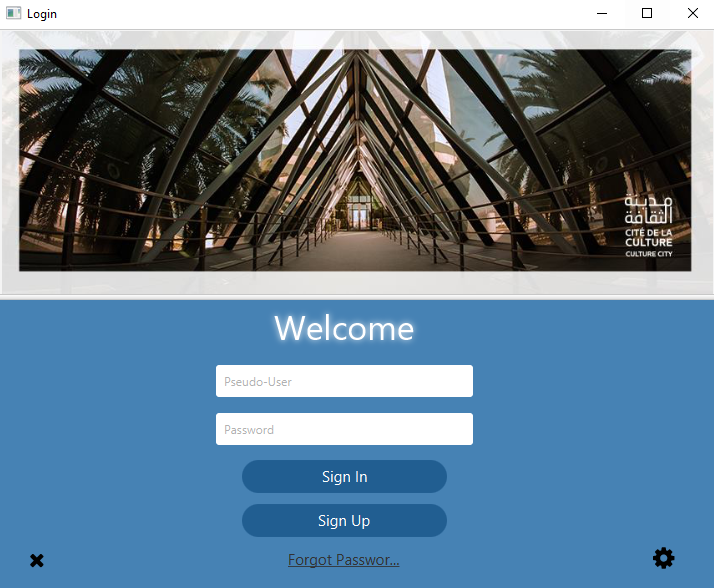 Login
مدينة
الثقافة
CITÉ DE LA
CULTURE
CULTURE CITY
Welcome
Pseudo-User
Password
Sign In
Sign Up
Forgot Passwor...